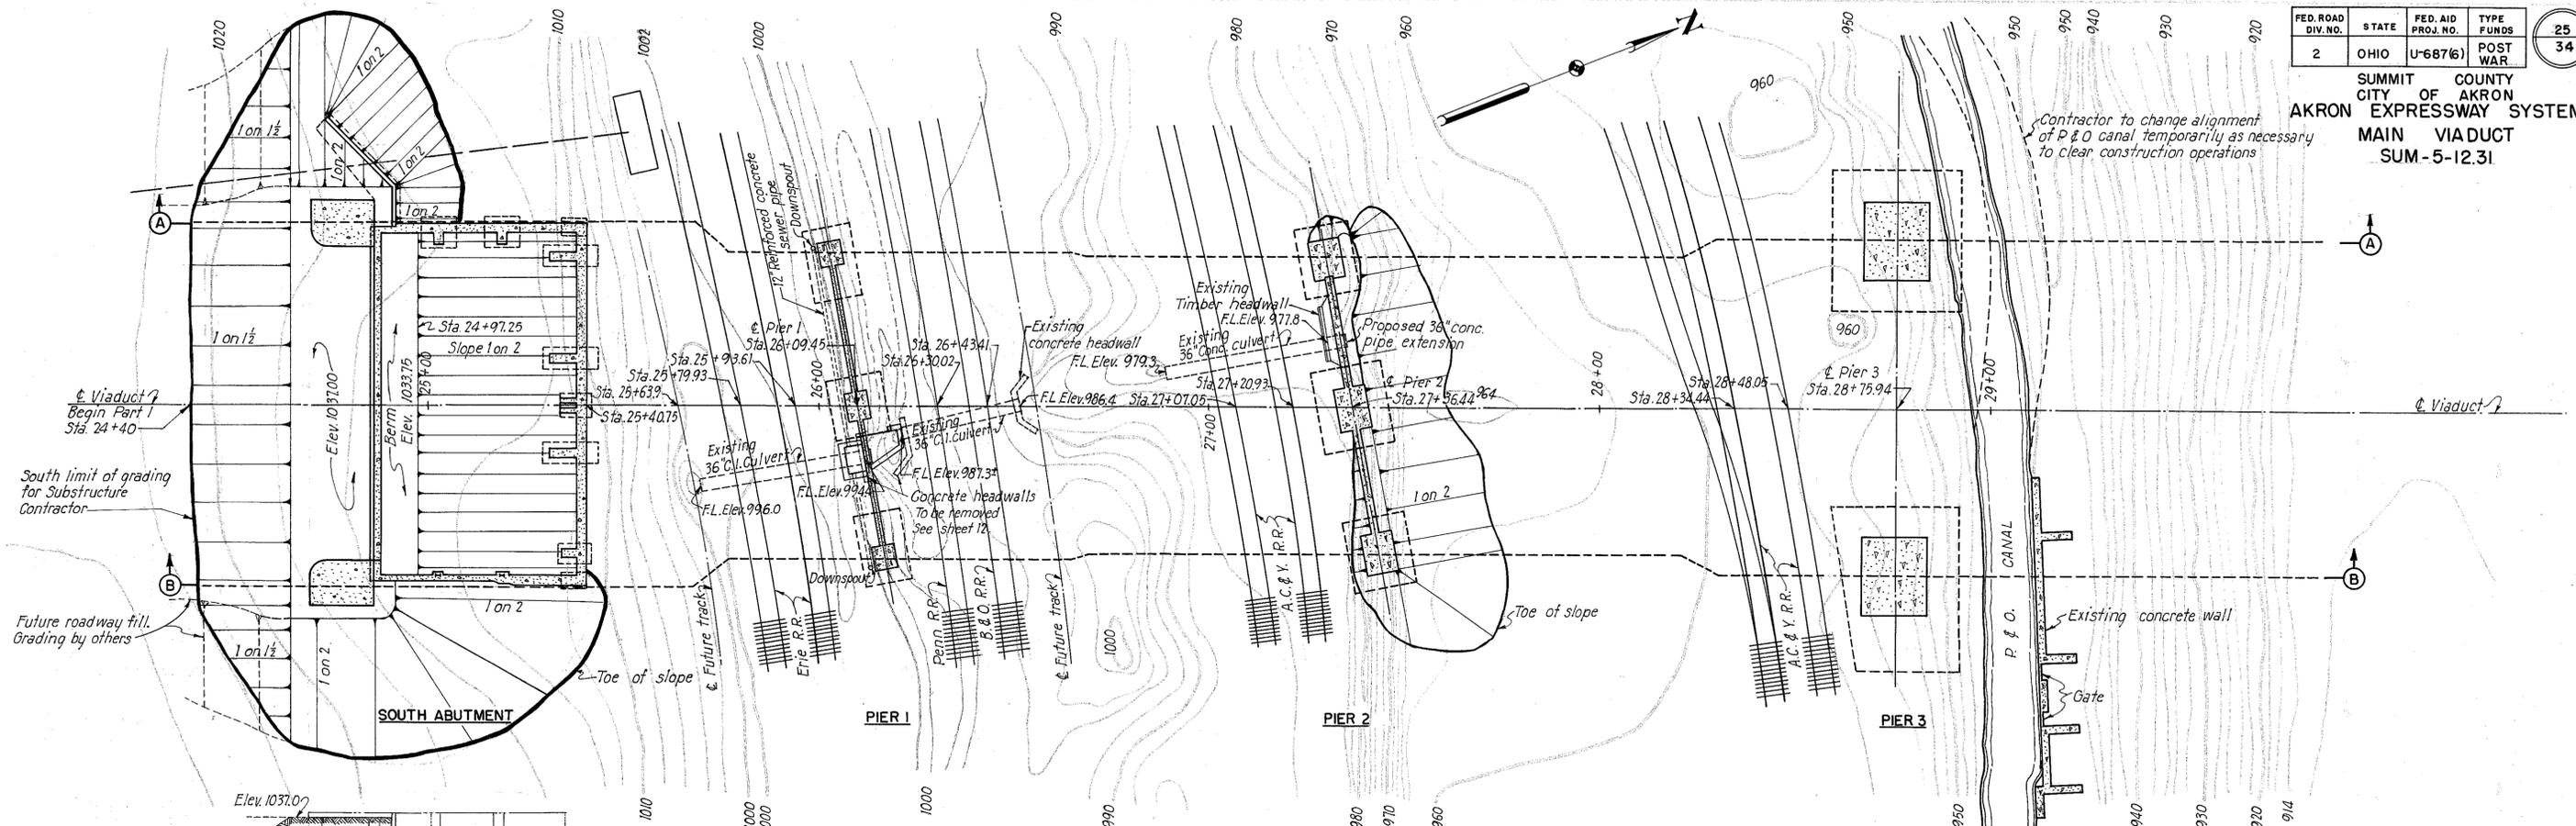 FED. ROAD DIV. NO.
STATE
FED. AID PROJ. NO.
TYPE FUNDS
2
OHIO
U-687(6)
POST WAR
25
34
SUMMIT COUNTY
CITY OF AKRON
AKRON EXPRESSWAY SYSTEM
MAIN VIADUCT
SUM-5-12.31
1020
1010
1002
1000
990
980
970
960
950
950
950
940
930
920
N
960
Contractor to change alignment
of P & O canal temporarily as necessary
to clear construction operations
1 on 2
1 on 1½
1 on 2
1 on 2
1 on 2
A
A
12" Reinforced concrete
sewer pipe
Downspout
Sta. 24+97.25
Slope 1 on 2
1 on 1½
Elev. 1037.00
Berm
Elev. 1033.75
25+00
℄ Viaduct
Begin Part 1
Sta. 24+40
Sta. 25+93.61
Sta. 25+79.93
Sta. 25+63.9
Sta. 25+40.75
℄ Pier 1
Sta. 26+09.45
26+00
Sta. 26+43.41
Sta. 26+30.02
Existing
concrete headwall
F.L. Elev. 986.4
Existing
36" C.I. culvert
Existing
36" C.I. Culvert
F.L. Elev. 987.3±
F.L. Elev. 994.4
F.L. Elev. 996.0
Concrete headwalls
To be removed
See sheet 12
Existing
Timber headwall
F.L. Elev. 977.8
Existing
36" Conc. culvert
F.L. Elev. 979.3
Proposed 36" conc.
pipe extension
Sta. 27+20.93
Sta. 27+07.05
27+00
℄ Pier 2
Sta. 27+56.44
964
28+00
Sta. 28+48.05
Sta. 28+34.44
960
℄ Pier 3
Sta. 28+75.94
29+00
℄ Viaduct
South limit of grading
for Substructure
Contractor
B
B
Future roadway fill.
Grading by others
1 on 1½
1 on 2
1 on 2
Toe of slope
SOUTH ABUTMENT
Downspout
℄ Future track
Erie R.R.
Penn R.R.
B. & O. R.R.
℄ Future track
1000
PIER 1
A.C. & Y. R.R.
1 on 2
Toe of slope
PIER 2
A.C. & Y. R.R.
PIER 3
P. & O. CANAL
Existing concrete wall
Gate
Elev. 1037.0
1010
1000
1000
990
980
970
960
950
940
930
920
914